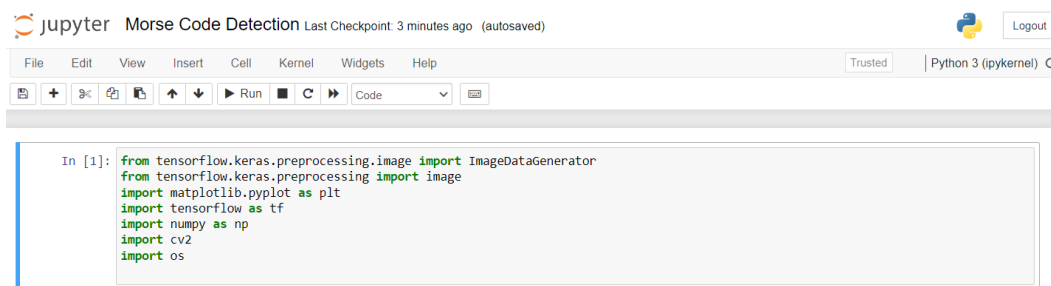 jupyter Morse Code Detection Last Checkpoint: 3 minutes ago (autosaved) Logout
File Edit View Insert Cell Kernel Widgets Help Trusted Python 3 (ipykernel)
Run Code
In [1]: from tensorflow.keras.preprocessing.image import ImageDataGenerator
from tensorflow.keras.preprocessing import image
import matplotlib.pyplot as plt
import tensorflow as tf
import numpy as np
import cv2
import os